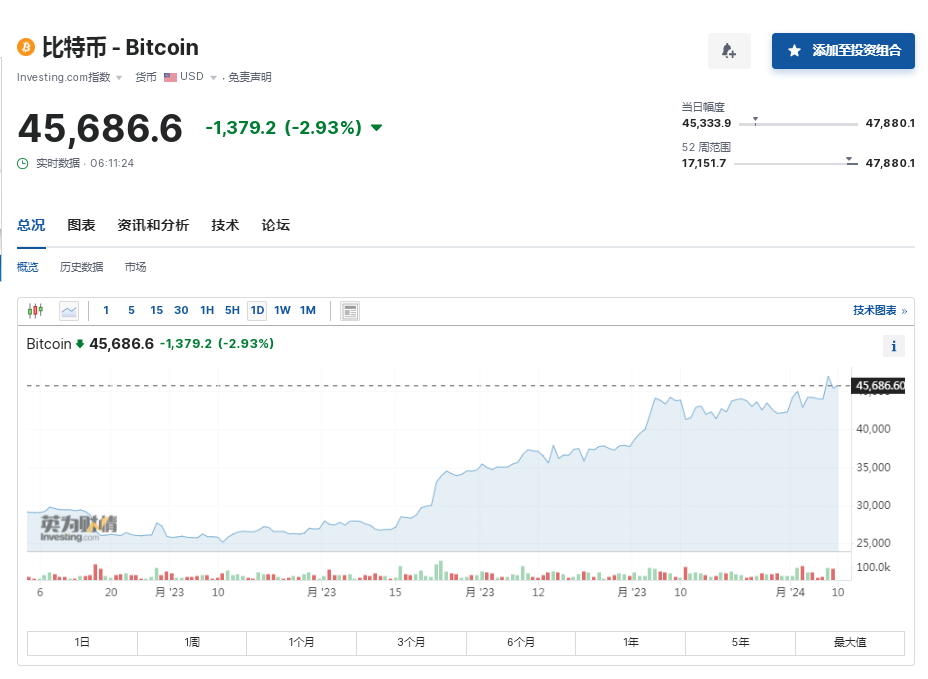 比特币 - Bitcoin
添加至投资组合
Investing.com指数 货币 USD · 免责声明
45,686.6 -1,379.2 (-2.93%)
实时数据 · 06:11:24
当日幅度
45,333.9 47,880.1
52 周范围
17,151.7 47,880.1
总况 图表 资讯和分析 技术 论坛
概览 历史数据 市场
1 5 15 30 1H 5H 1D 1W 1M 技术图表 »
Bitcoin 45,686.6 -1,379.2 (-2.93%)
i
45,686.60
40,000
35,000
30,000
25,000
英为财情
Investing.com
100.0k
6 20 月 '23 10 月 '23 15 月 '23 12 月 '23 10 月 '24 10
1日 1周 1个月 3个月 6个月 1年 5年 最大值